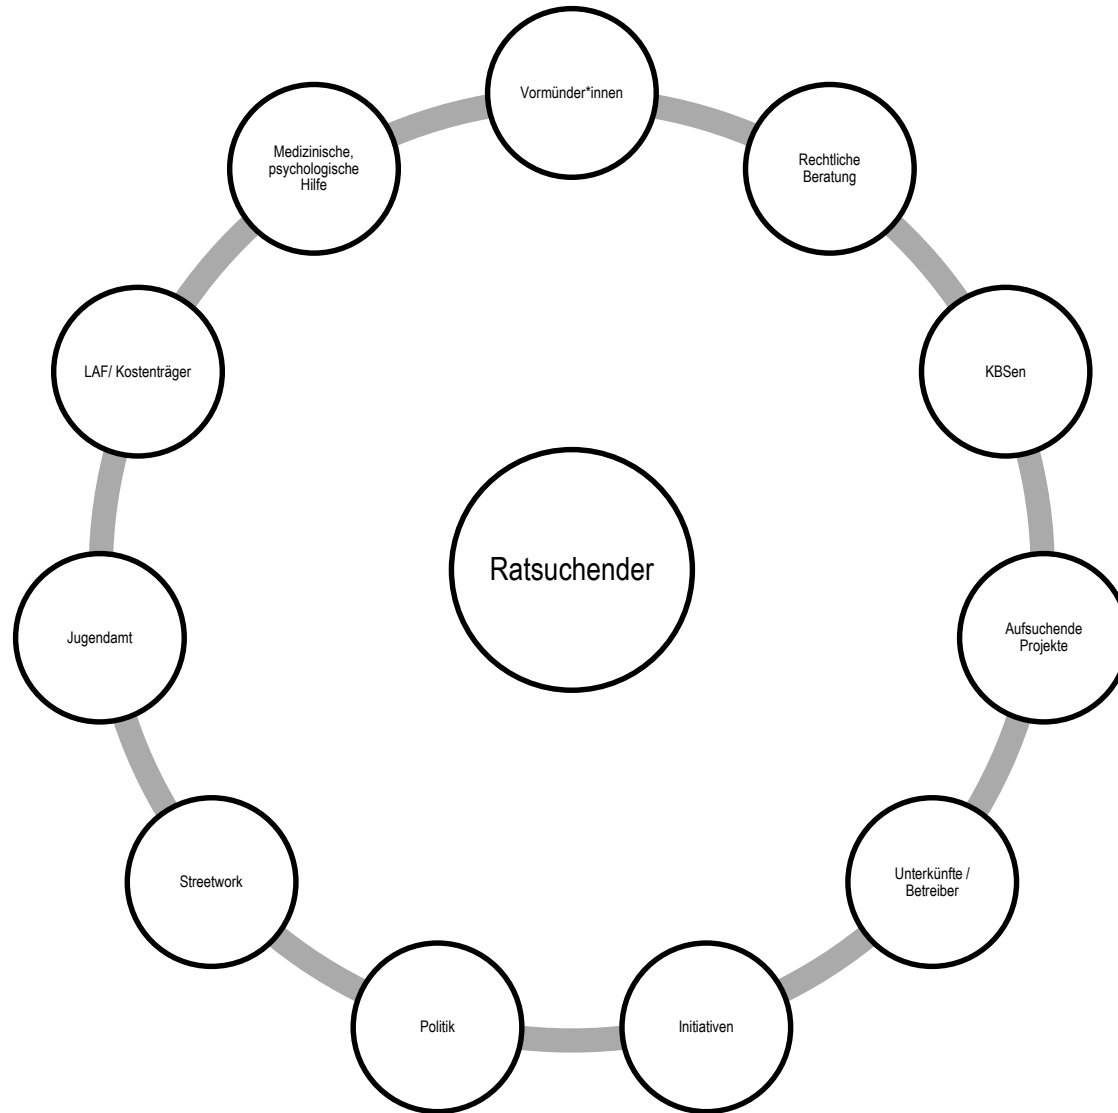 Vormünder*innen
Rechtliche
Beratung
KBSen
Aufsuchende
Projekte
Unterkünfte /
Betreiber
Initiativen
Politik
Streetwork
Jugendamt
LAF/ Kostenträger
Medizinische,
psychologische
Hilfe
Ratsuchender